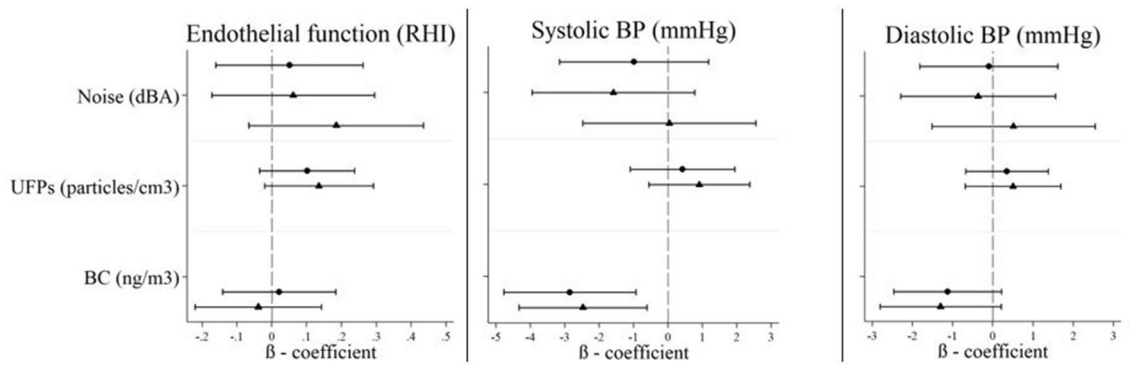 Endothelial function (RHI)
Systolic BP (mmHg)
Diastolic BP (mmHg)
Noise (dBA)
UFPs (particles/cm3)
BC (ng/m3)
-.2 -.1 0 .1 .2 .3 .4 .5
-5 -4 -3 -2 -1 0 1 2 3
-3 -2 -1 0 1 2 3
ß - coefficient
ß - coefficient
ß - coefficient